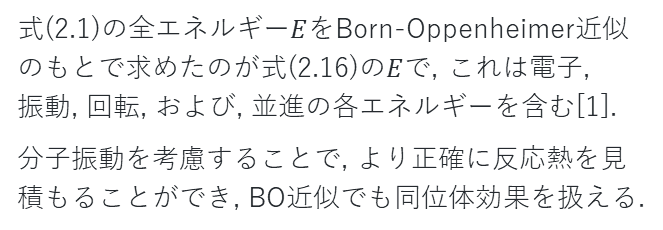 式(2.1)の全エネルギーEをBorn-Oppenheimer近似
のもとで求めたのが式(2.16)のEで, これは電子,
振動, 回転, および, 並進の各エネルギーを含む[1].
分子振動を考慮することで, より正確に反応熱を見
積もることができ, BO近似でも同位体効果を扱える.